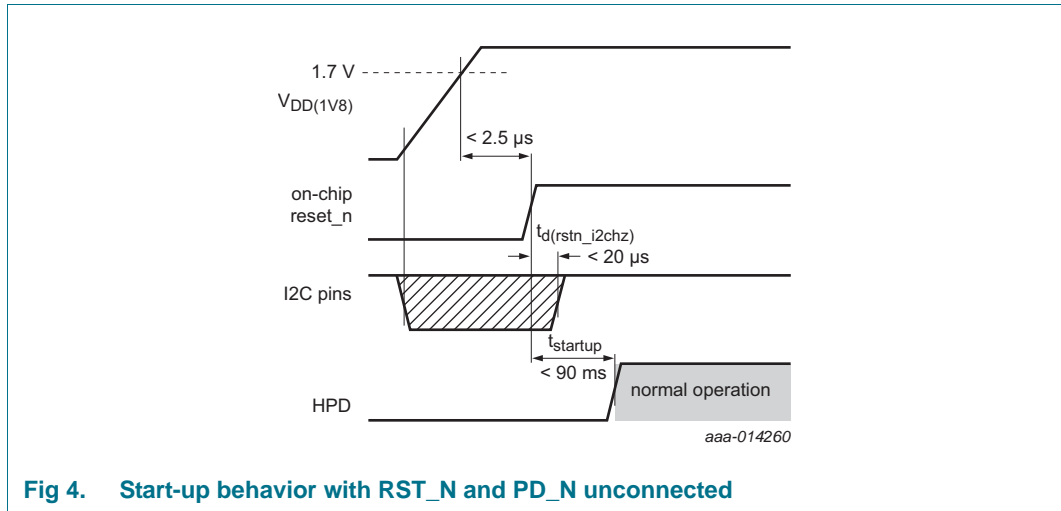 1.7 V
VDD(1V8)
< 2.5 μs
on-chip
reset_n
td(rstn_i2chz)
< 20 μs
I2C pins
tstartup
< 90 ms
normal operation
HPD
aaa-014260
Fig 4. Start-up behavior with RST_N and PD_N unconnected